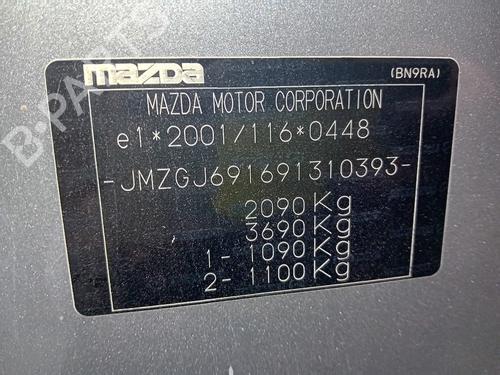 mazda (BN9RA)
MAZDA MOTOR CORPORATION
e1*2001/116*0448
-JMZGJ691691310393-
2090 Kg
3690 Kg
1- 1090 Kg
2- 1100 Kg
B-PARTS